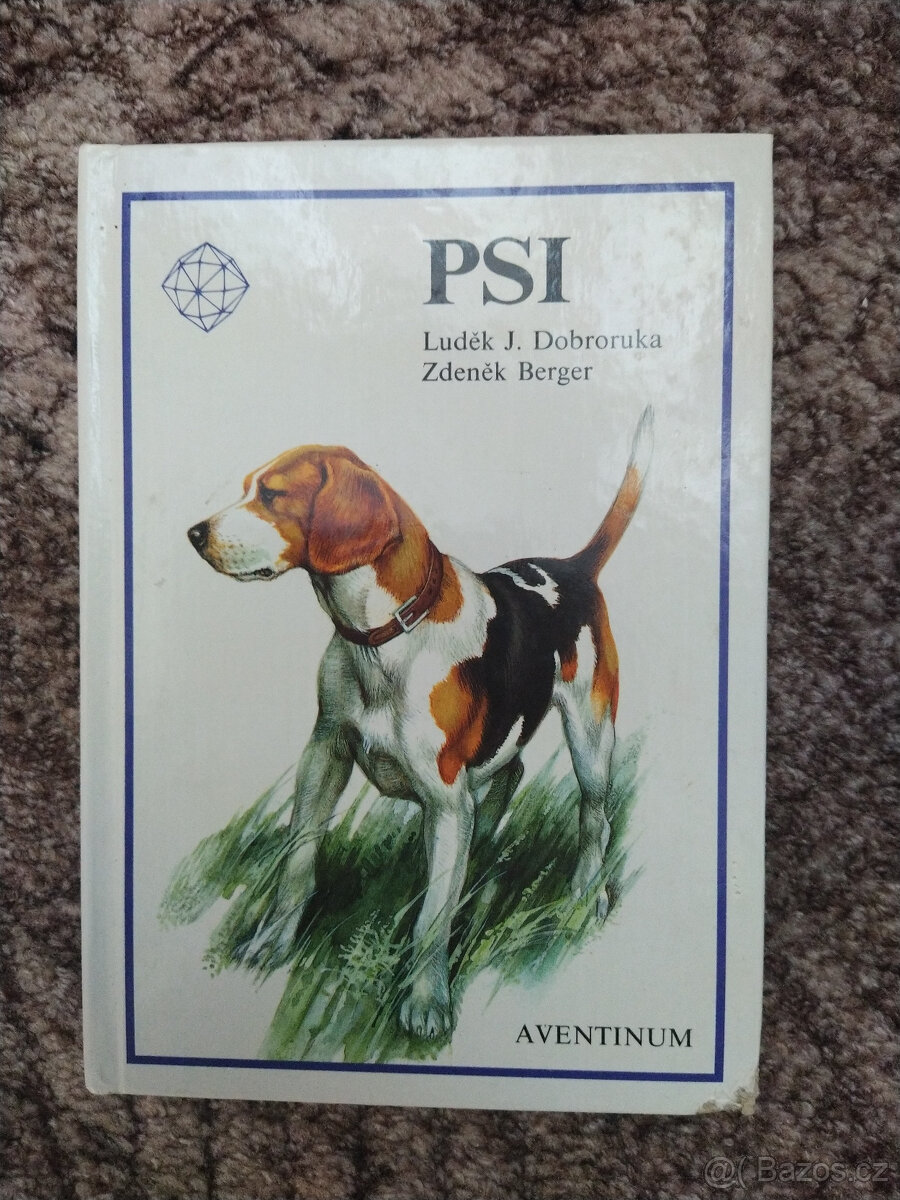 PSI
Luděk J. Dobroruka
Zdeněk Berger
AVENTINUM
@( Bazos.cz